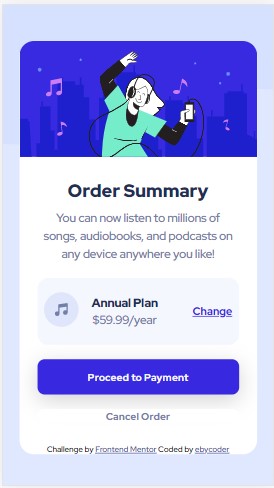 Order Summary
You can now listen to millions of
songs, audiobooks, and podcasts on
any device anywhere you like!
Annual Plan
$59.99/year
Change
Proceed to Payment
Cancel Order
Challenge by Frontend Mentor Coded by ebycoder